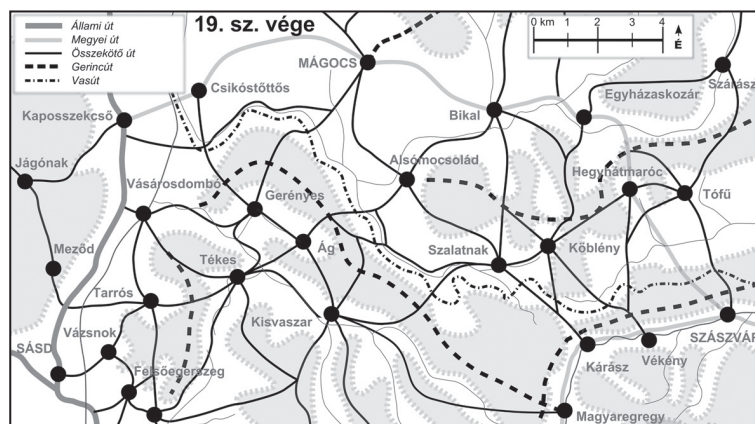 19. sz. vége
Állami út
Megyei út
Összekötő út
Gerincút
Vasút
0 km 1 2 3 4
É
MÁGOCS
Csikóstőttős
Kaposszekcső
Bikal
Egyházaskozár
Szárász
Jágónak
Vásárosdombó
Gerényes
Alsómocsolád
Hegyhátmaróc
Tófű
Meződ
Tékes
Ág
Szalatnak
Köblény
Tarrós
Vázsnok
Kisvaszar
SÁSD
Felsőegerszeg
Kárász
Vékény
SZÁSZVÁR
Magyaregregy